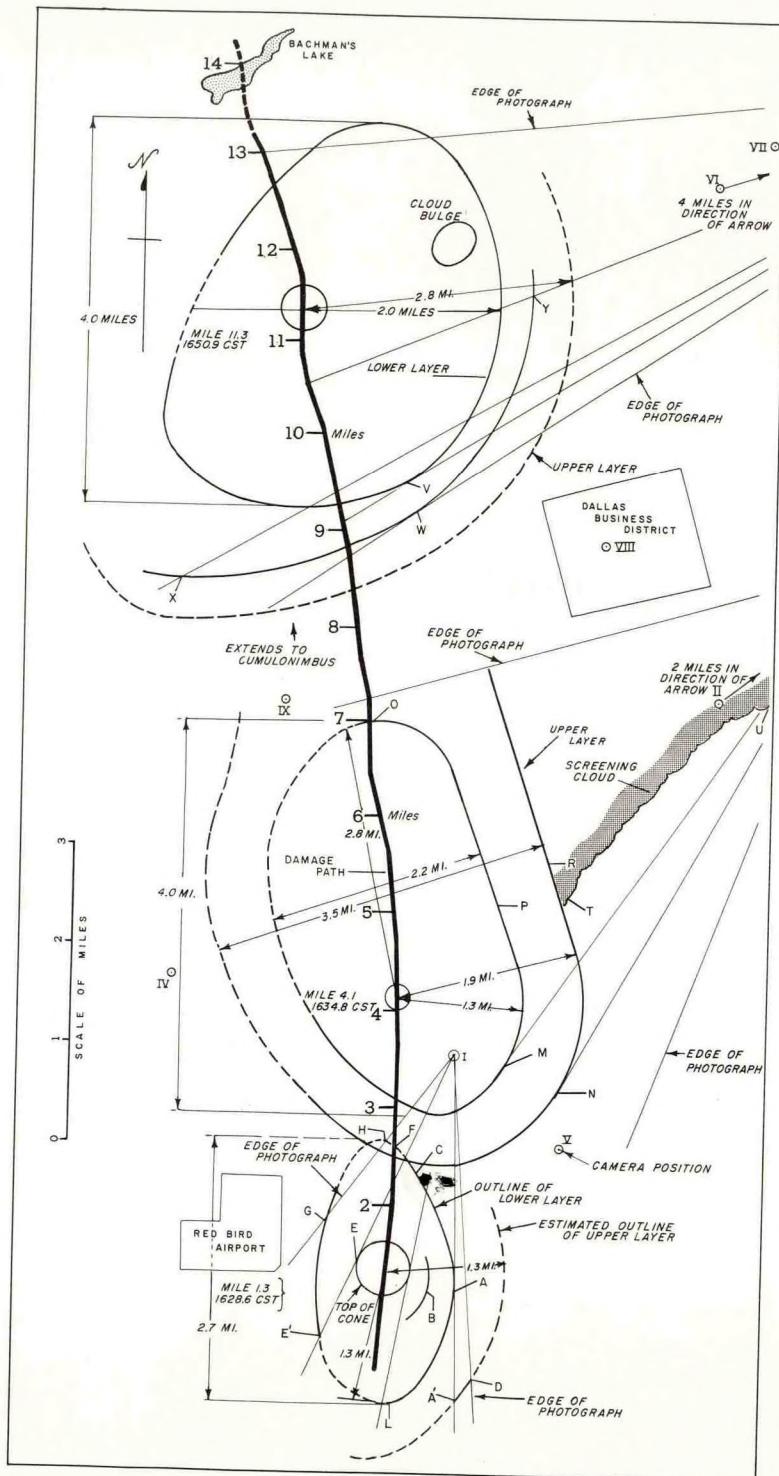 BACHMAN'S
LAKE
14
EDGE OF
PHOTOGRAPH
13
VII
VI
4 MILES IN
DIRECTION
OF ARROW
N
CLOUD
BULGE
12
2.8 MI.
2.0 MILES
Y
4.0 MILES
MILE 11.3
1650.9 CST
11
LOWER LAYER
EDGE OF
PHOTOGRAPH
10
Miles
UPPER LAYER
V
W
9
DALLAS
BUSINESS
DISTRICT
VIII
X
8
EXTENDS TO
CUMULONIMBUS
EDGE OF
PHOTOGRAPH
2 MILES IN
DIRECTION OF
ARROW II
IX
7
O
U
UPPER
LAYER
SCREENING
CLOUD
6
Miles
2.8 MI.
3
DAMAGE
PATH
2.2 MI.
R
4.0 MI.
3.5 MI.
P
T
5
2
SCALE OF MILES
1.9 MI.
IV
MILE 4.1
1634.8 CST
1.3 MI.
4
1
I
M
EDGE OF
PHOTOGRAPH
N
3
0
H
F
V
CAMERA POSITION
EDGE OF
PHOTOGRAPH
C
OUTLINE OF
LOWER LAYER
2
G
ESTIMATED OUTLINE
OF UPPER LAYER
RED BIRD
AIRPORT
E
1.3 MI.
A
MILE 1.3
1628.6 CST
TOP OF
CONE
B
2.7 MI.
E'
1.3 MI.
D
A'
EDGE OF
PHOTOGRAPH
L